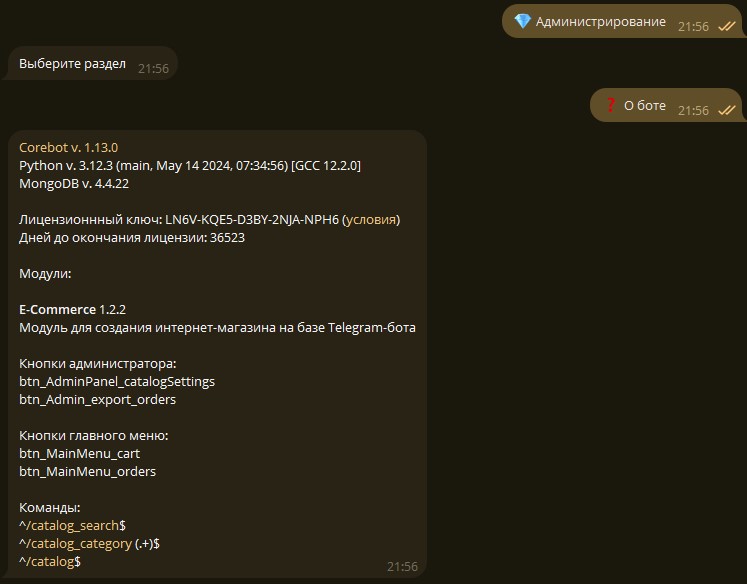 💎 Администрирование 21:56
Выберите раздел 21:56
❓ О боте 21:56
Corebot v. 1.13.0
Python v. 3.12.3 (main, May 14 2024, 07:34:56) [GCC 12.2.0]
MongoDB v. 4.4.22
Лицензионнный ключ: LN6V-KQE5-D3BY-2NJA-NPH6 (условия)
Дней до окончания лицензии: 36523
Модули:
E-Commerce 1.2.2
Модуль для создания интернет-магазина на базе Telegram-бота
Кнопки администратора:
btn_AdminPanel_catalogSettings
btn_Admin_export_orders
Кнопки главного меню:
btn_MainMenu_cart
btn_MainMenu_orders
Команды:
^/catalog_search$
^/catalog_category (.+)$
^/catalog$
21:56